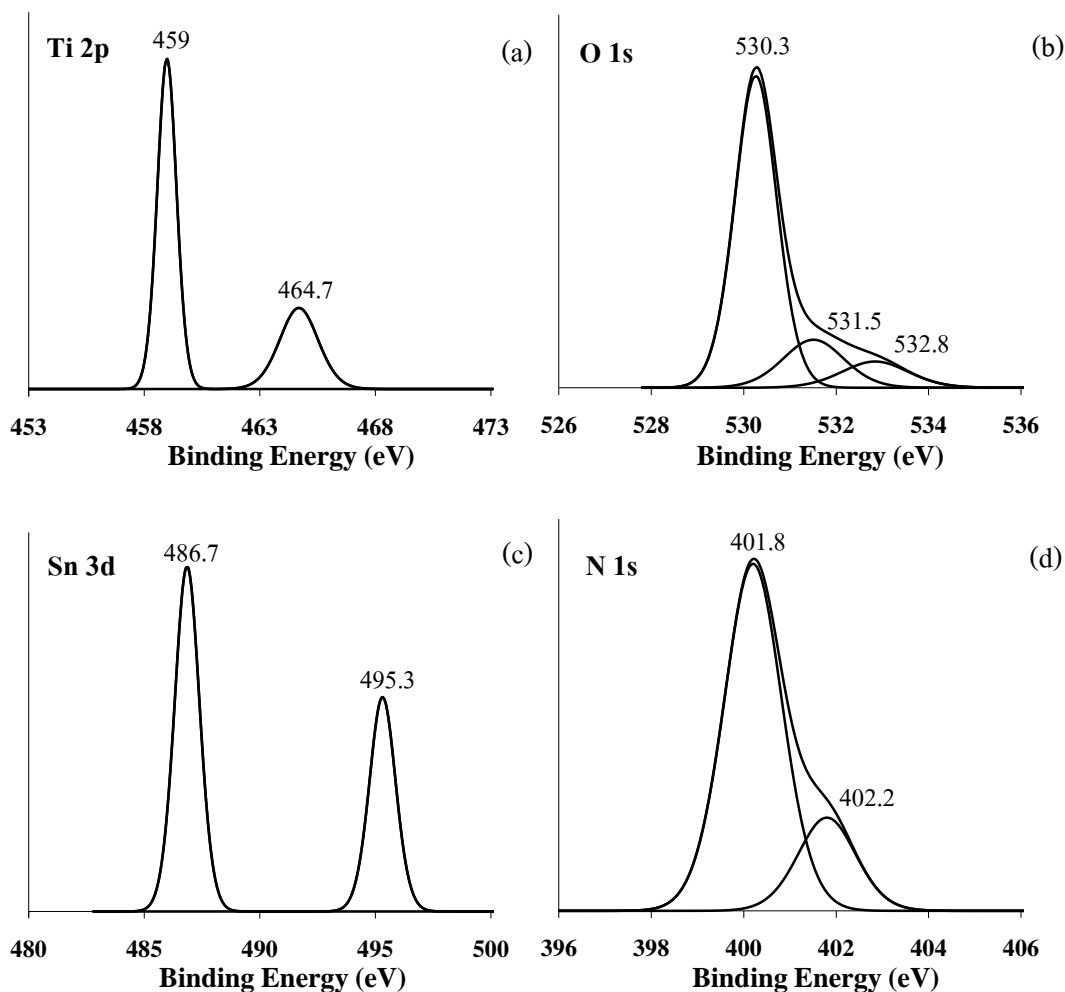 Ti 2p
459
(a)
464.7
453 458 463 468 473
Binding Energy (eV)
O 1s
530.3
(b)
531.5
532.8
526 528 530 532 534 536
Binding Energy (eV)
Sn 3d
486.7
(c)
495.3
480 485 490 495 500
Binding Energy (eV)
N 1s
401.8
(d)
402.2
396 398 400 402 404 406
Binding Energy (eV)